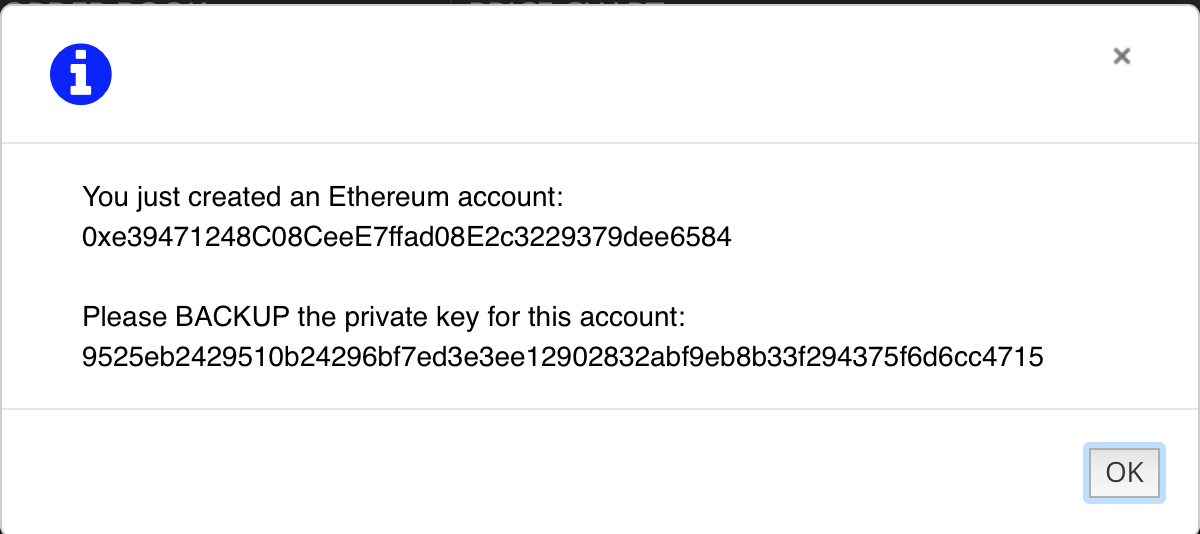 You just created an Ethereum account:
0xe39471248C08CeeE7ffad08E2c3229379dee6584
Please BACKUP the private key for this account:
9525eb2429510b24296bf7ed3e3ee12902832abf9eb8b33f294375f6d6cc4715
OK